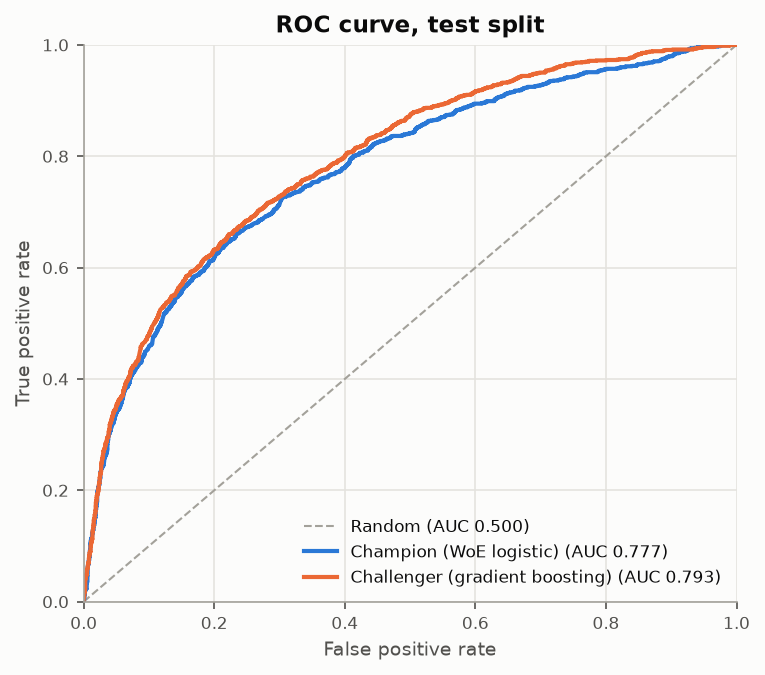 ROC curve, test split
True positive rate
1.0
0.8
0.6
0.4
0.2
0.0
Random (AUC 0.500)
Champion (WoE logistic) (AUC 0.777)
Challenger (gradient boosting) (AUC 0.793)
0.0 0.2 0.4 0.6 0.8 1.0
False positive rate